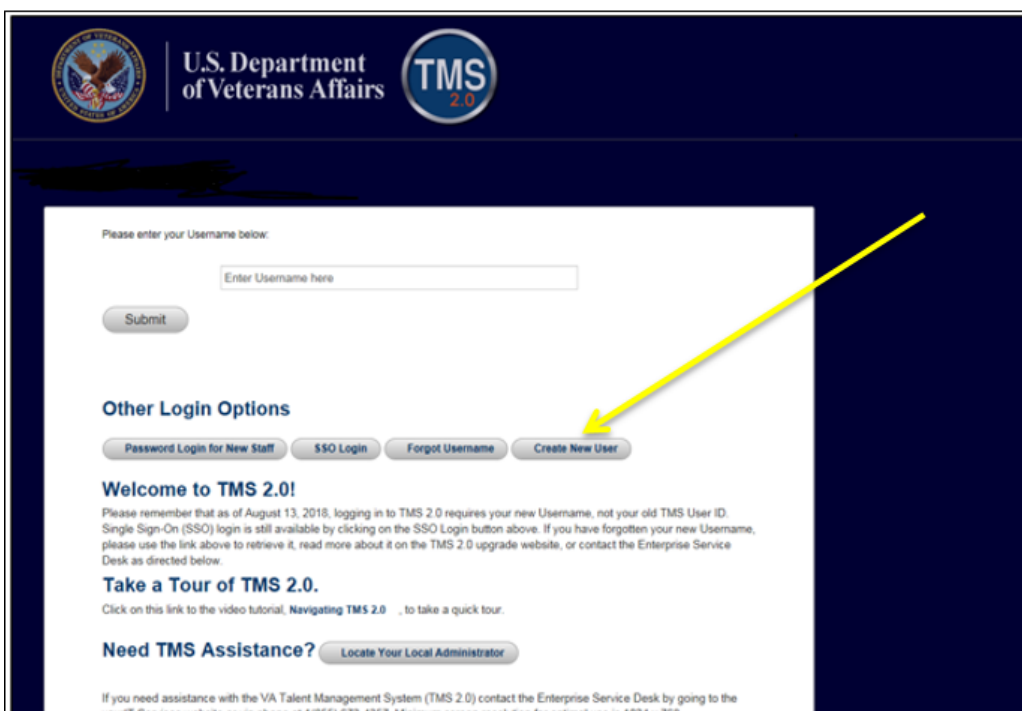 U.S. Department
of Veterans Affairs
TMS
2.0
Please enter your Username below:
Enter Username here
Submit
Other Login Options
Password Login for New Staff SSO Login Forgot Username Create New User
Welcome to TMS 2.0!
Please remember that as of August 13, 2018, logging in to TMS 2.0 requires your new Username, not your old TMS User ID.
Single Sign-On (SSO) login is still available by clicking on the SSO Login button above. If you have forgotten your new Username,
please use the link above to retrieve it, read more about it on the TMS 2.0 upgrade website, or contact the Enterprise Service
Desk as directed below.
Take a Tour of TMS 2.0.
Click on this link to the video tutorial, Navigating TMS 2.0 , to take a quick tour.
Need TMS Assistance? Locate Your Local Administrator
If you need assistance with the VA Talent Management System (TMS 2.0) contact the Enterprise Service Desk by going to the